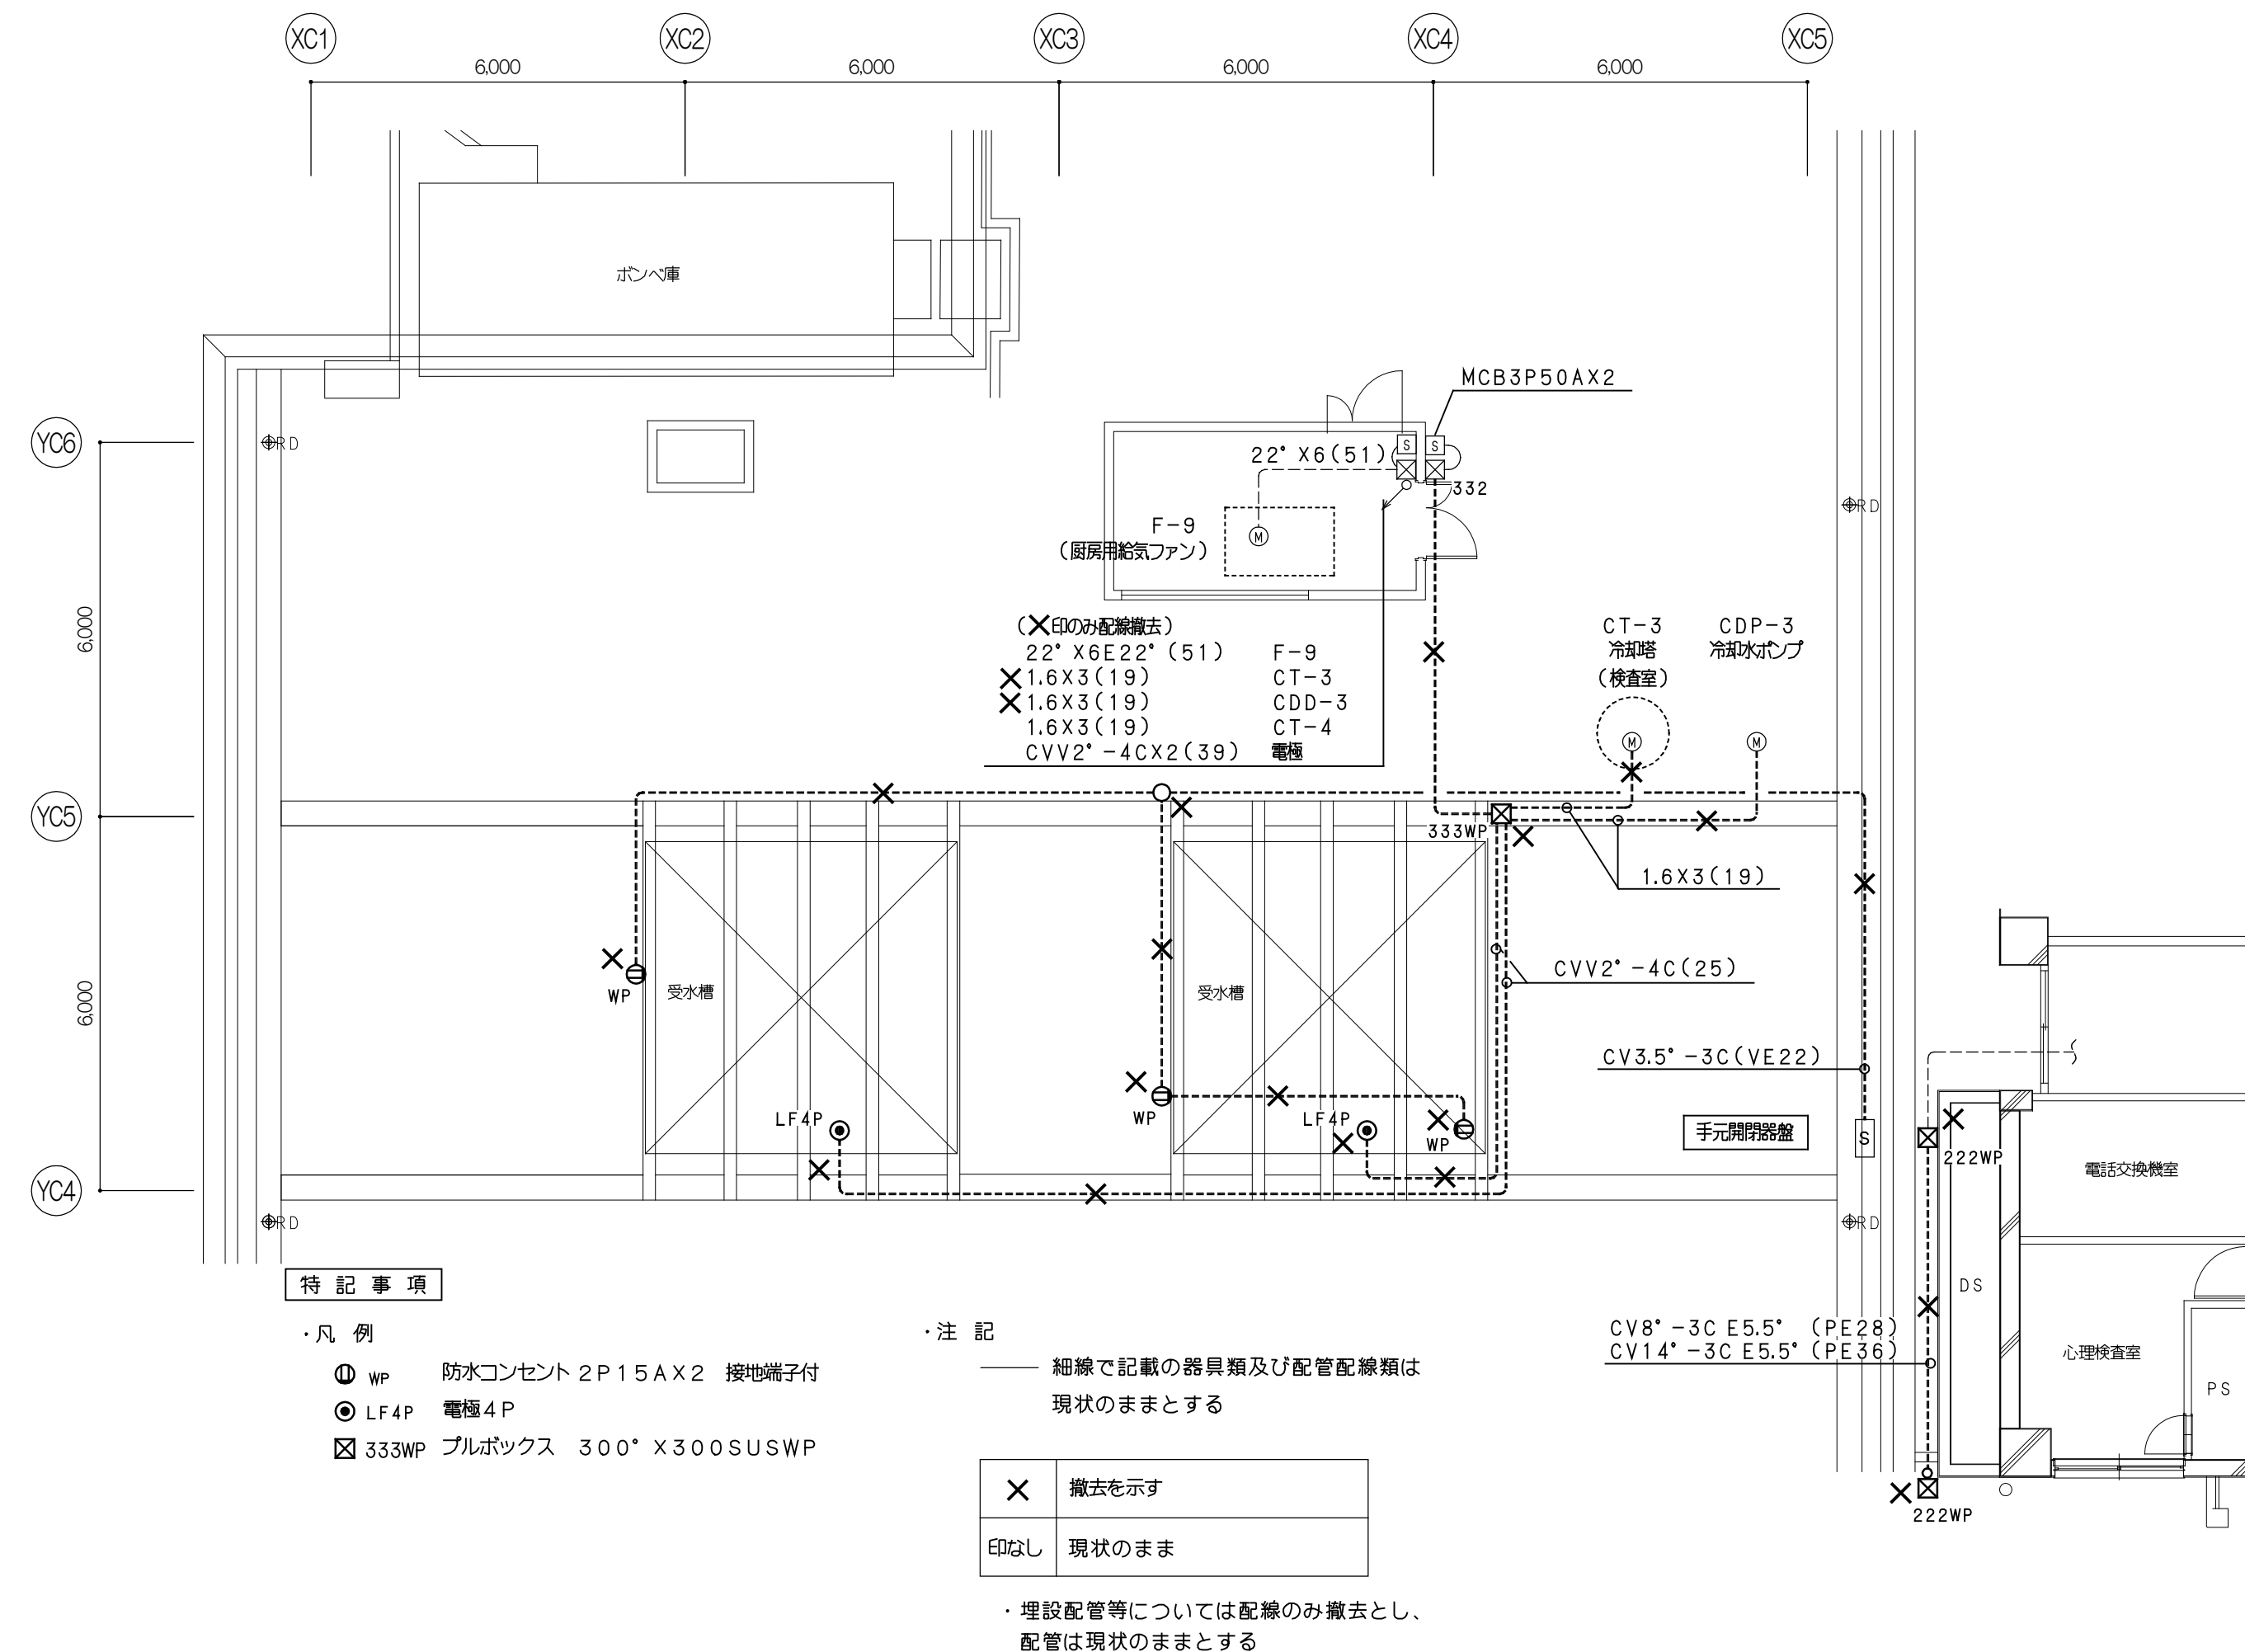 XC1
XC2
XC3
XC4
XC5
6,000
6,000
6,000
6,000
ボンベ庫
MCB3P50AX2
YC6
RD
S
S
22°X6(51)
332
RD
F-9
(厨房用給気ファン)
M
6,000
(✕印のみ配線撤去)
22°X6E22°(51) F-9
✕1.6X3(19) CT-3
✕1.6X3(19) CDD-3
1.6X3(19) CT-4
CVV2°-4CX2(39) 電極
CT-3
冷却塔
(検査室)
CDP-3
冷却水ポンプ
M
M
YC5
333WP
1.6X3(19)
CVV2°-4C(25)
WP
受水槽
受水槽
6,000
CV3.5°-3C(VE22)
LF4P
WP
LF4P
WP
手元開閉器盤
S
222WP
電話交換機室
YC4
RD
RD
DS
特記事項
・凡 例
WP 防水コンセント2P15AX2 接地端子付
LF4P 電極4P
333WP プルボックス 300°X300SUSWP
・注 記
細線で記載の器具類及び配管配線類は
現状のままとする
CV8°-3C E5.5° (PE28)
CV14°-3C E5.5° (PE36)
心理検査室
PS
222WP
✕ 撤去を示す
印なし 現状のまま
・埋設配管等については配線のみ撤去とし、
配管は現状のままとする